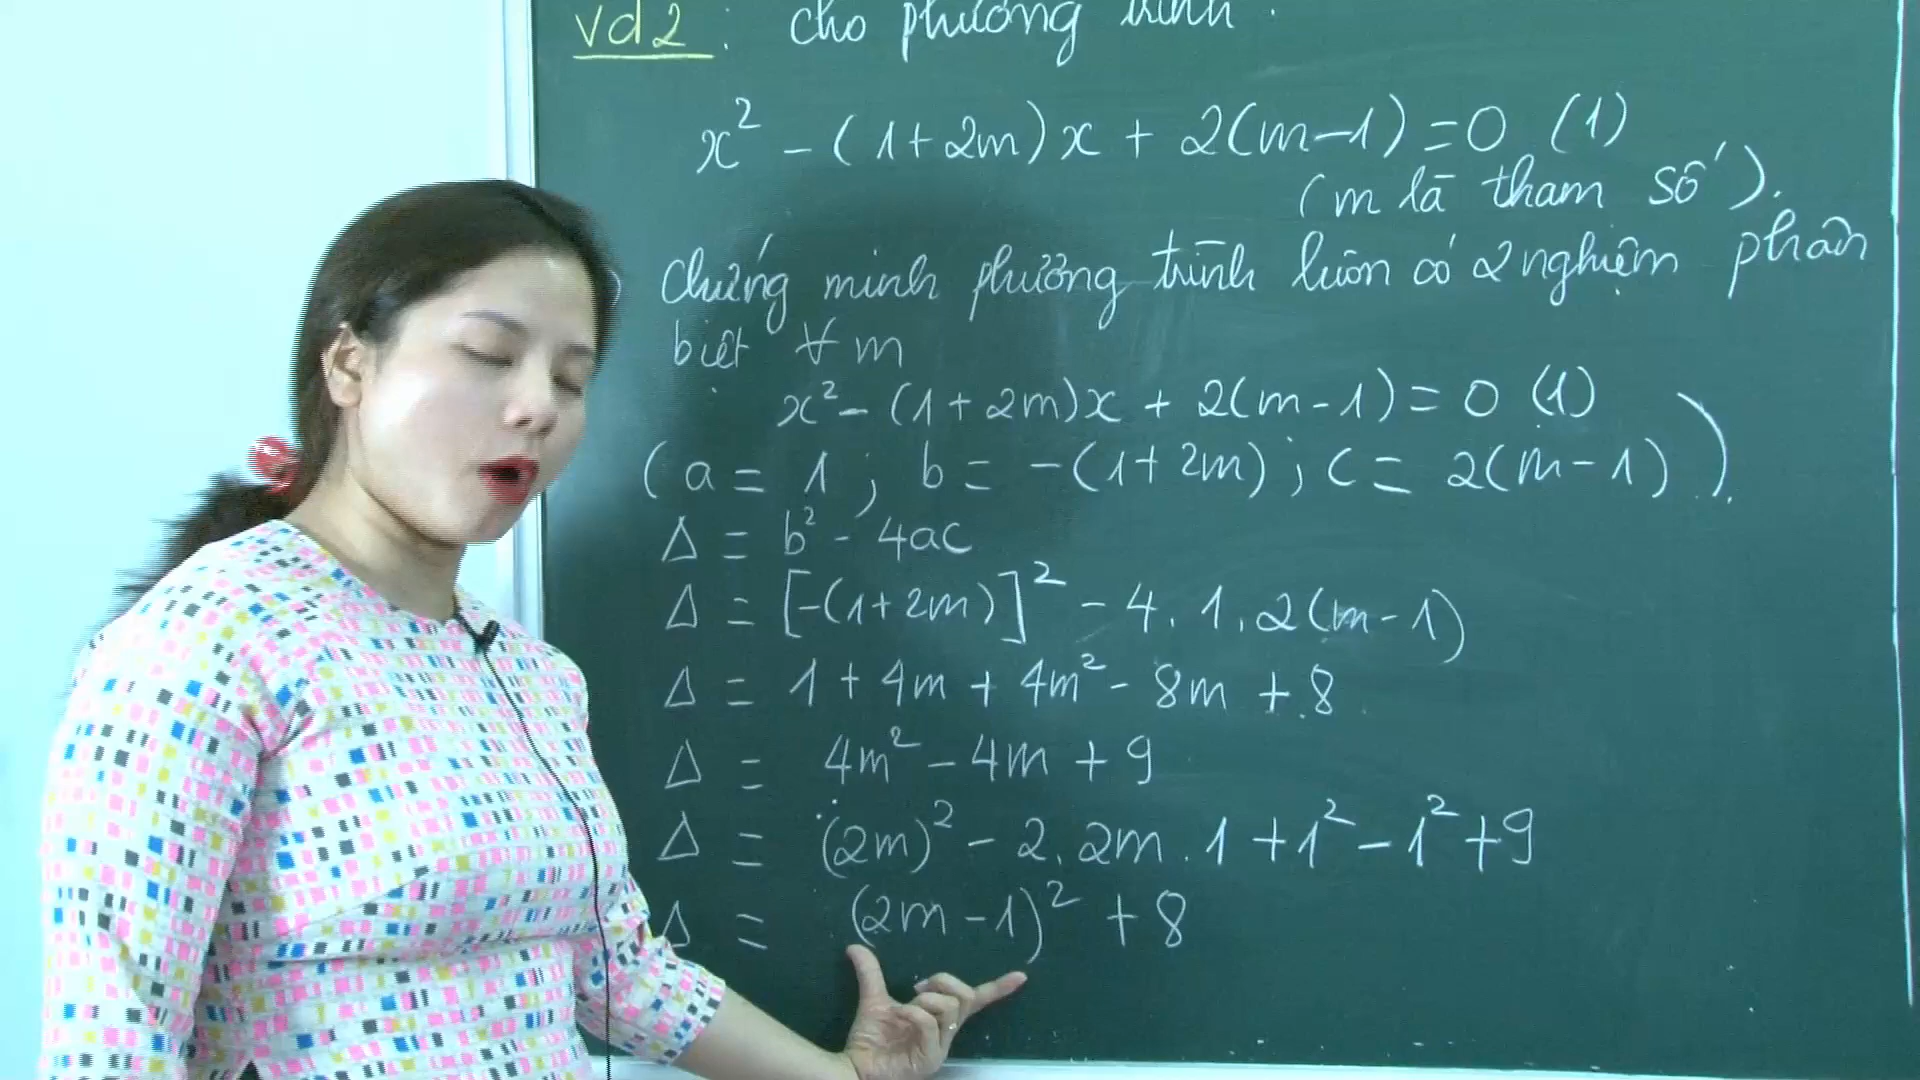 vd2 : cho phương trình :
x² - (1+2m)x + 2(m-1) = 0 (1)
(m là tham số).
) Chứng minh phương trình luôn có 2 nghiệm phân
biệt ∀m
x² - (1+2m)x + 2(m-1) = 0 (1)
(a = 1 ; b = -(1+2m) ; c = 2(m-1)).
Δ = b² - 4ac
Δ = [-(1+2m)]² - 4.1.2(m-1)
Δ = 1 + 4m + 4m² - 8m + 8
Δ = 4m² - 4m + 9
Δ = (2m)² - 2.2m.1 + 1² - 1² + 9
Δ = (2m-1)² + 8